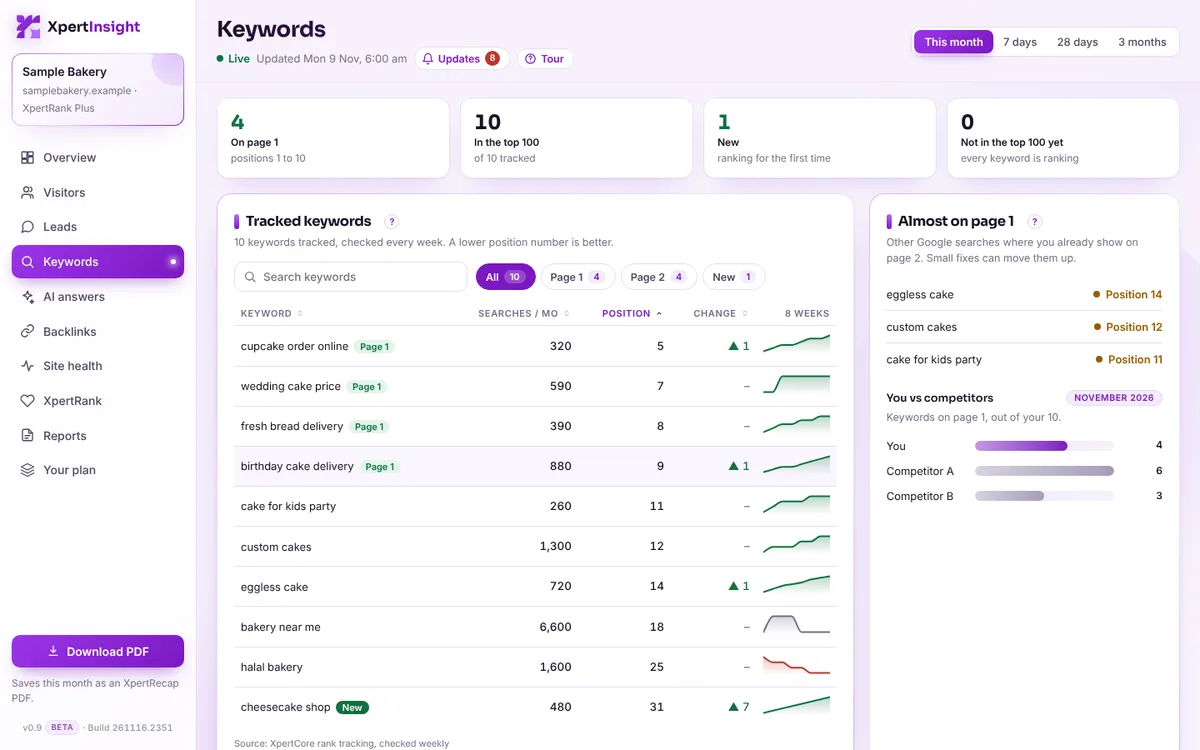 XpertInsight
Sample Bakery
samplebakery.example ·
XpertRank Plus
Overview
Visitors
Leads
Keywords
AI answers
Backlinks
Site health
XpertRank
Reports
Your plan
Download PDF
Saves this month as an XpertRecap
PDF.
v0.9 BETA · Build 261116.2351
Keywords
Live Updated Mon 9 Nov, 6:00 am Updates 8 ? Tour
This month 7 days 28 days 3 months
4
On page 1
positions 1 to 10
10
In the top 100
of 10 tracked
1
New
ranking for the first time
0
Not in the top 100 yet
every keyword is ranking
Tracked keywords ?
10 keywords tracked, checked every week. A lower position number is better.
Search keywords All 10 Page 1 4 Page 2 4 New 1
KEYWORD SEARCHES / MO POSITION CHANGE 8 WEEKS
cupcake order online Page 1 320 5 ▲ 1
wedding cake price Page 1 590 7 –
fresh bread delivery Page 1 390 8 –
birthday cake delivery Page 1 880 9 ▲ 1
cake for kids party 260 11 –
custom cakes 1,300 12 –
eggless cake 720 14 ▲ 1
bakery near me 6,600 18 –
halal bakery 1,600 25 –
cheesecake shop New 480 31 ▲ 7
Source: XpertCore rank tracking, checked weekly
Almost on page 1 ?
Other Google searches where you already show on
page 2. Small fixes can move them up.
eggless cake Position 14
custom cakes Position 12
cake for kids party Position 11
You vs competitors NOVEMBER 2026
Keywords on page 1, out of your 10.
You 4
Competitor A 6
Competitor B 3